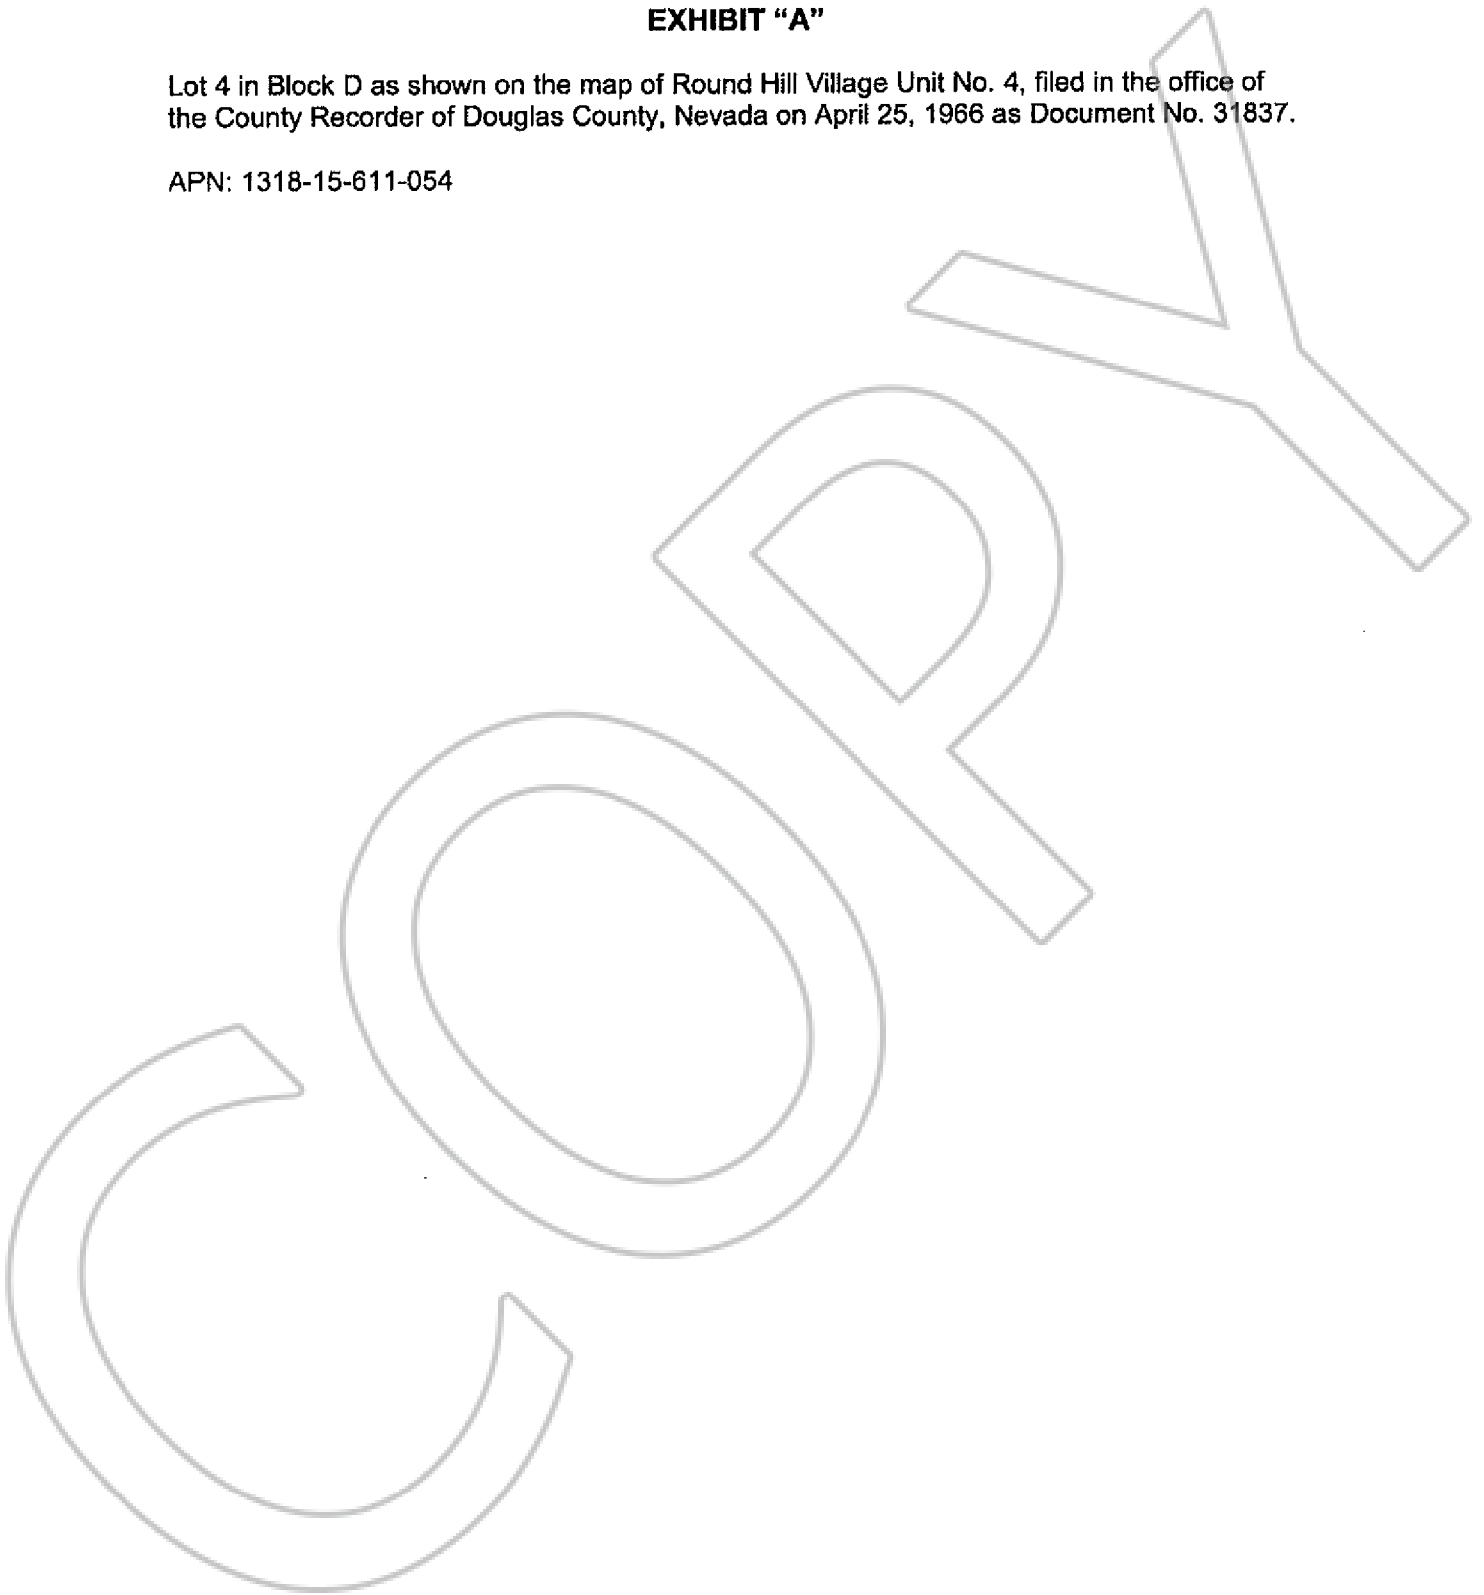 EXHIBIT “A”
Lot 4 in Block D as shown on the map of Round Hill Village Unit No. 4, filed in the office of
the County Recorder of Douglas County, Nevada on April 25, 1966 as Document No. 31837.
APN: 1318-15-611-054
COPY